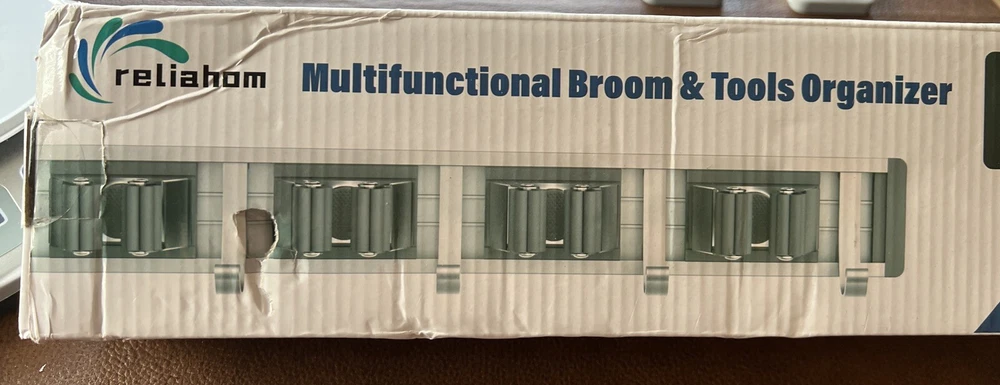 reliahom
Multifunctional Broom & Tools Organizer